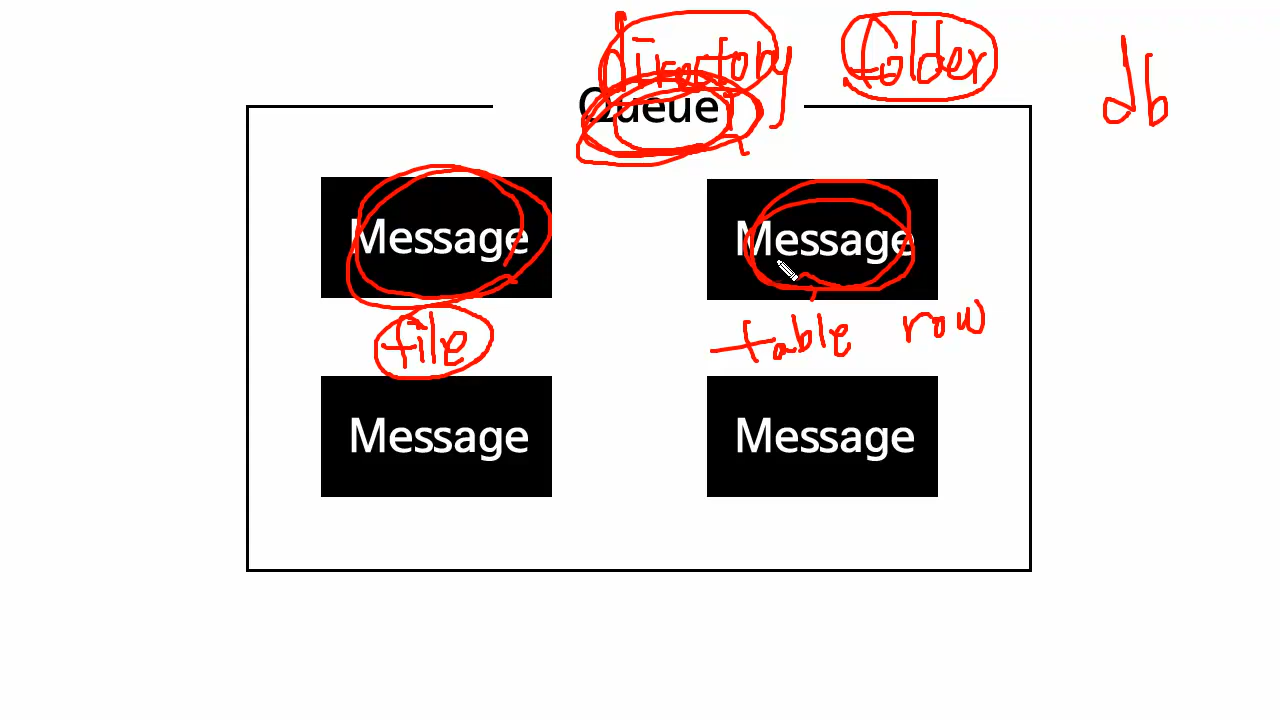 directory folder db
Queue
Message Message
file table row
Message Message